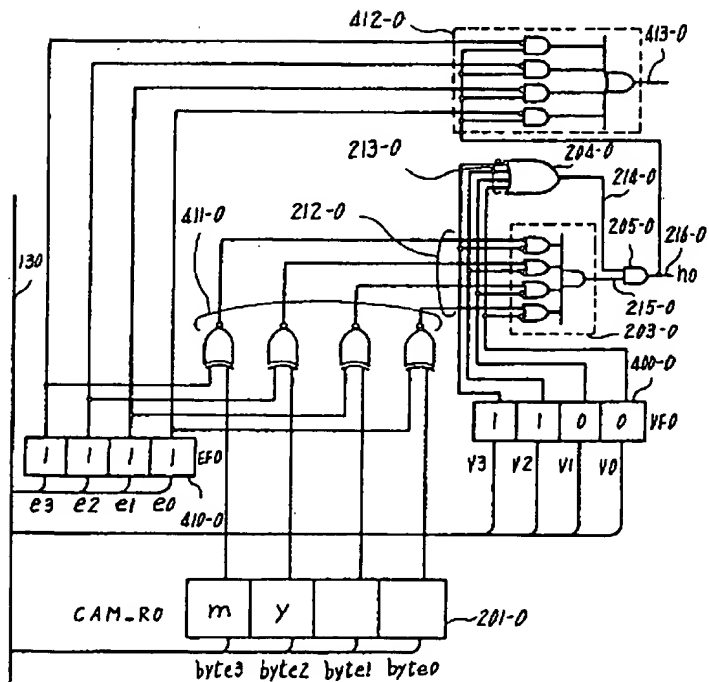 412-0
413-0
213-0
204-0
214-0
411-0
212-0
205-0
216-0
130
h0
215-0
203-0
400-0
1 1 0 0 VF0
V3 V2 V1 V0
1 1 1 1 EF0
e3 e2 e1 e0
410-0
CAM_R0 m y
201-0
byte3 byte2 byte1 byte0